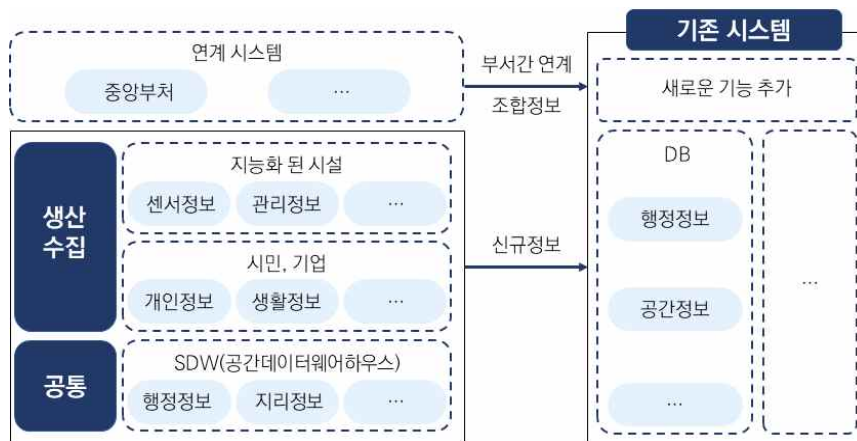 연계 시스템
중앙부처
…
부서간 연계
조합정보
기존 시스템
새로운 기능 추가
생산
수집
지능화 된 시설
센서정보
관리정보
…
시민, 기업
개인정보
생활정보
…
공통
SDW(공간데이터웨어하우스)
행정정보
지리정보
…
신규정보
DB
행정정보
공간정보
…
…